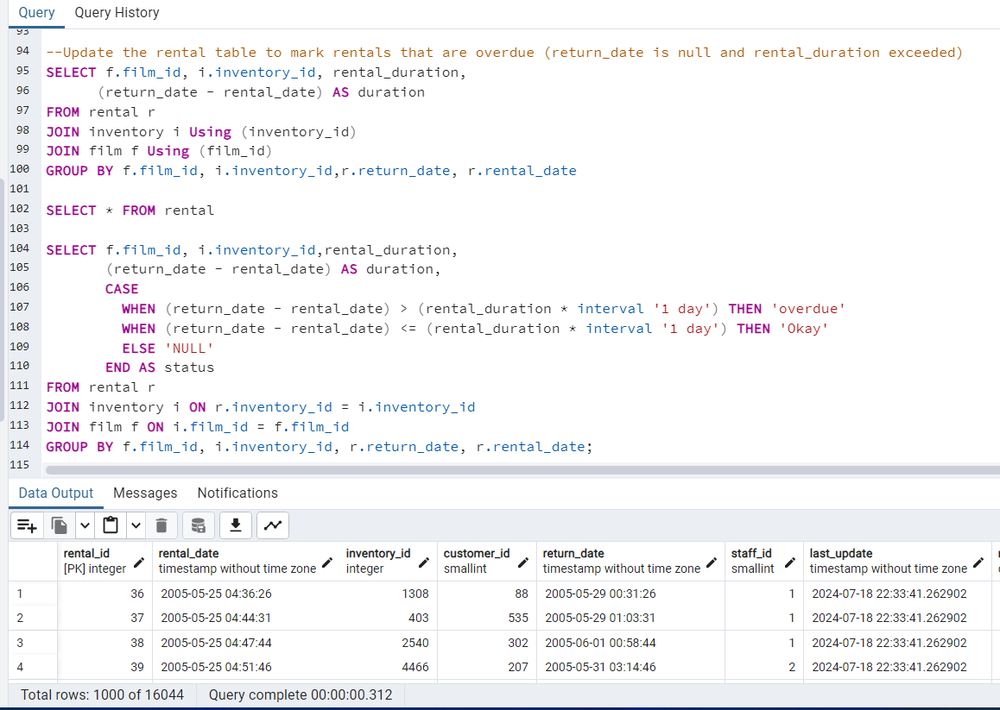 Query Query History
93
94 --Update the rental table to mark rentals that are overdue (return_date is null and rental_duration exceeded)
95 SELECT f.film_id, i.inventory_id, rental_duration,
96 (return_date - rental_date) AS duration
97 FROM rental r
98 JOIN inventory i Using (inventory_id)
99 JOIN film f Using (film_id)
100 GROUP BY f.film_id, i.inventory_id,r.return_date, r.rental_date
101
102 SELECT * FROM rental
103
104 SELECT f.film_id, i.inventory_id,rental_duration,
105 (return_date - rental_date) AS duration,
106 CASE
107 WHEN (return_date - rental_date) > (rental_duration * interval '1 day') THEN 'overdue'
108 WHEN (return_date - rental_date) <= (rental_duration * interval '1 day') THEN 'Okay'
109 ELSE 'NULL'
110 END AS status
111 FROM rental r
112 JOIN inventory i ON r.inventory_id = i.inventory_id
113 JOIN film f ON i.film_id = f.film_id
114 GROUP BY f.film_id, i.inventory_id, r.return_date, r.rental_date;
115
Data Output Messages Notifications
rental_id rental_date inventory_id customer_id return_date staff_id last_update
[PK] integer timestamp without time zone integer smallint timestamp without time zone smallint timestamp without time zone
1 36 2005-05-25 04:36:26 1308 88 2005-05-29 00:31:26 1 2024-07-18 22:33:41.262902
2 37 2005-05-25 04:44:31 403 535 2005-05-29 01:03:31 1 2024-07-18 22:33:41.262902
3 38 2005-05-25 04:47:44 2540 302 2005-06-01 00:58:44 1 2024-07-18 22:33:41.262902
4 39 2005-05-25 04:51:46 4466 207 2005-05-31 03:14:46 2 2024-07-18 22:33:41.262902
Total rows: 1000 of 16044 Query complete 00:00:00.312